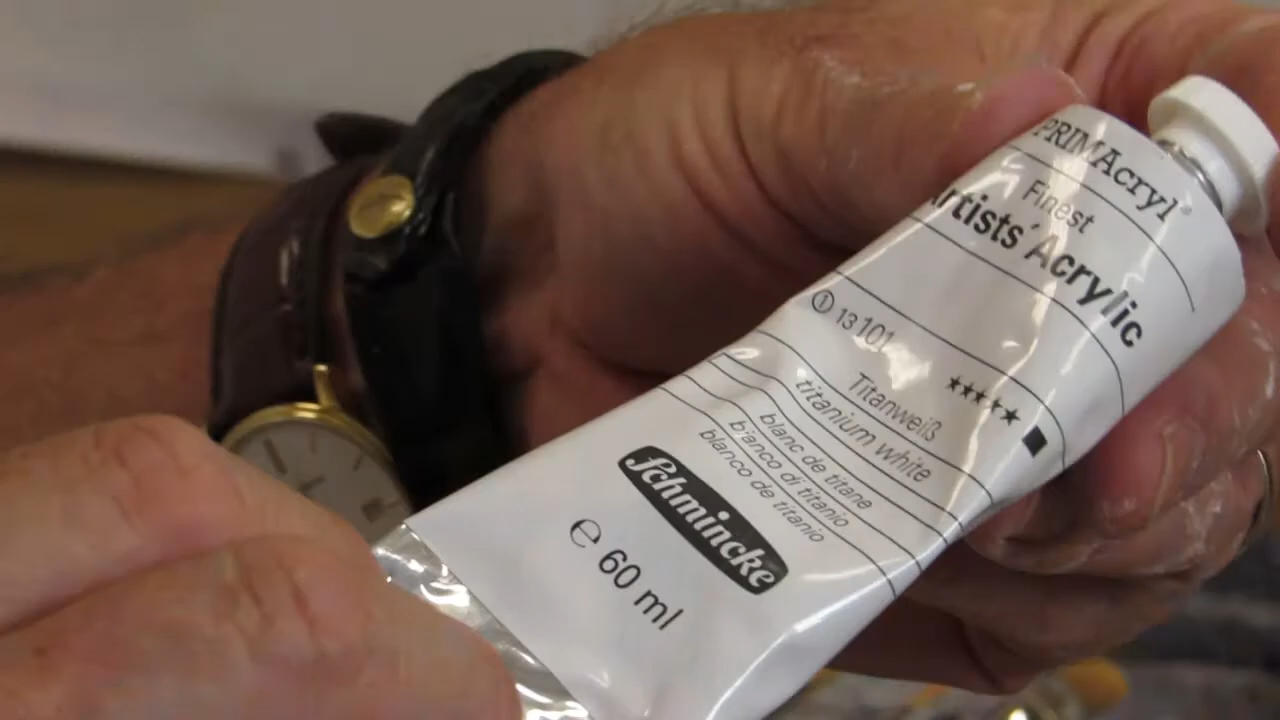 PRIMAcryl®
Finest
Artists' Acrylic
① 13 101
★★★★★ ■
Titanweiß
titanium white
blanc de titane
bianco di titanio
blanco de titanio
Schmincke
℮ 60 ml